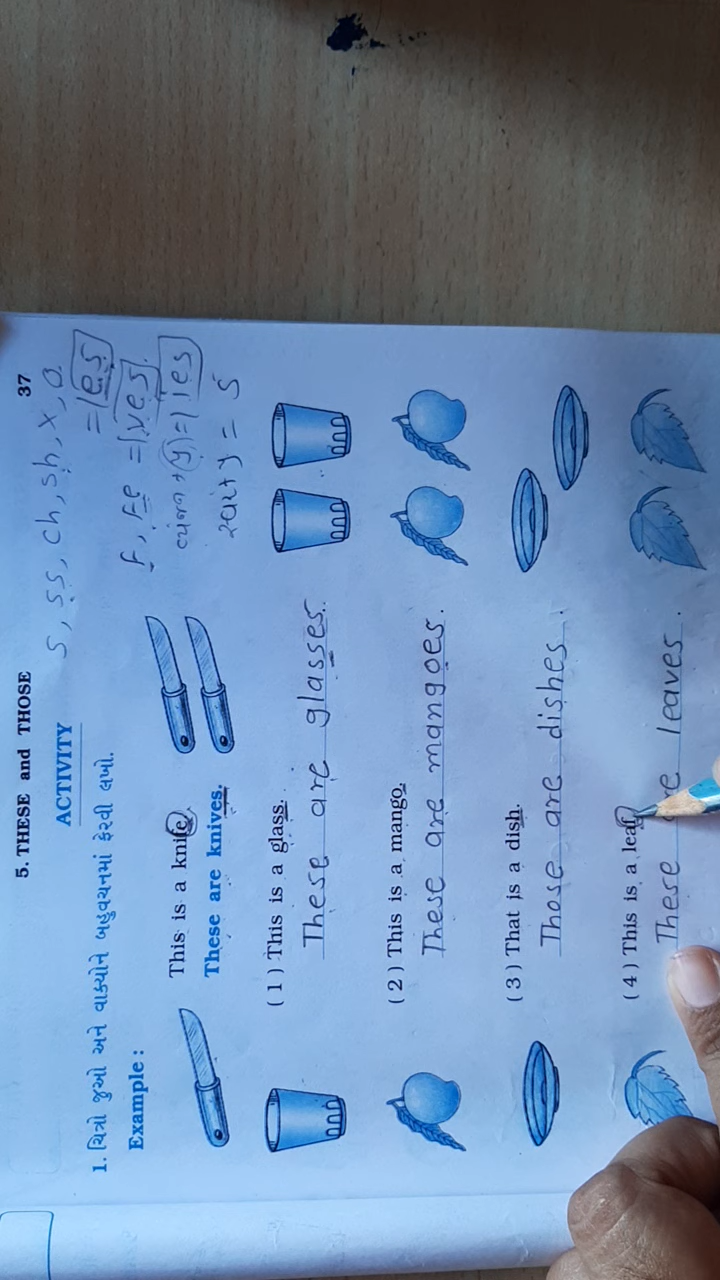 5. THESE and THOSE 37
ACTIVITY
s, ss, ch, sh, x, o
= es
1. ચિત્રો જુઓ અને વાક્યોને બહુવચનમાં ફેરવી લખો.
f, fe = ves.
Example :
વ્યંજન + (y) = ies
This is a knife
સ્વર + y = s
These are knives.
(1) This is a glass.
These are glasses.
(2) This is a mango.
These are mangoes.
(3) That is a dish.
Those are dishes.
(4) This is a leaf
These are leaves.